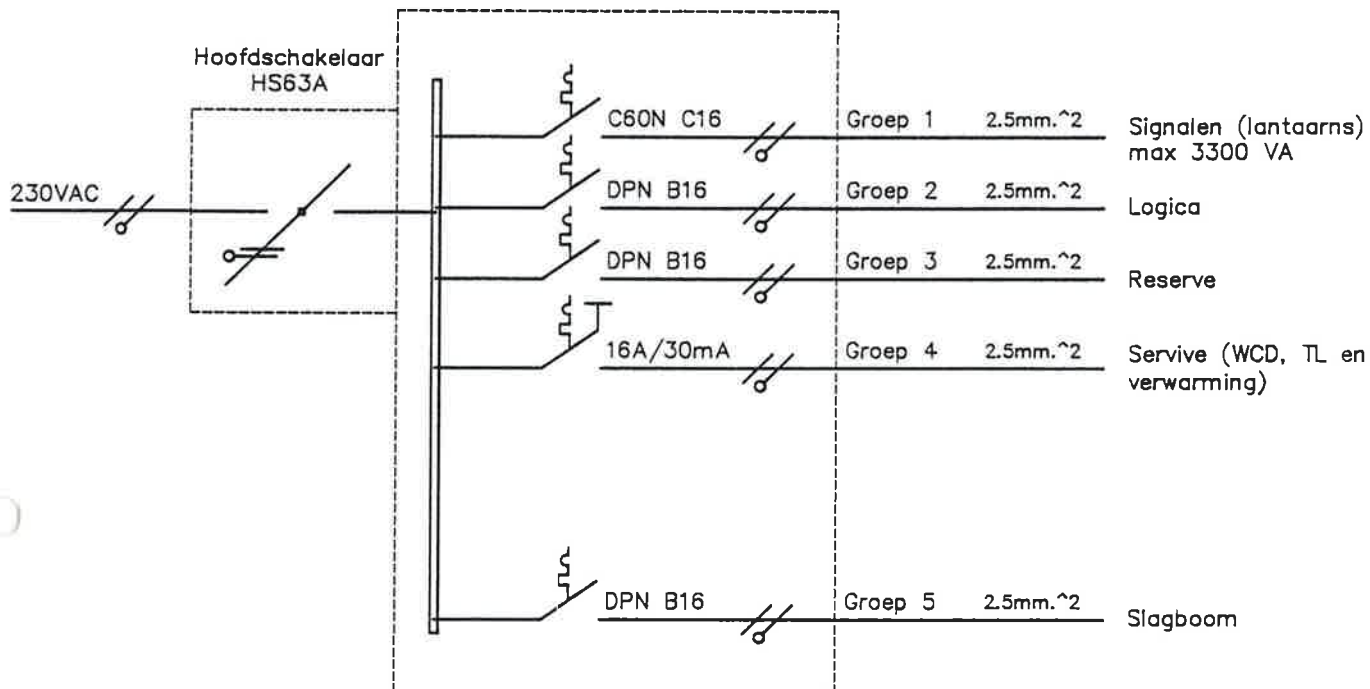 Hoofdschakelaar
HS63A
230VAC
C60N C16 Groep 1 2.5mm.^2 Signalen (lantaarns)
max 3300 VA
DPN B16 Groep 2 2.5mm.^2 Logica
DPN B16 Groep 3 2.5mm.^2 Reserve
16A/30mA Groep 4 2.5mm.^2 Servive (WCD, TL en
verwarming)
DPN B16 Groep 5 2.5mm.^2 Slagboom